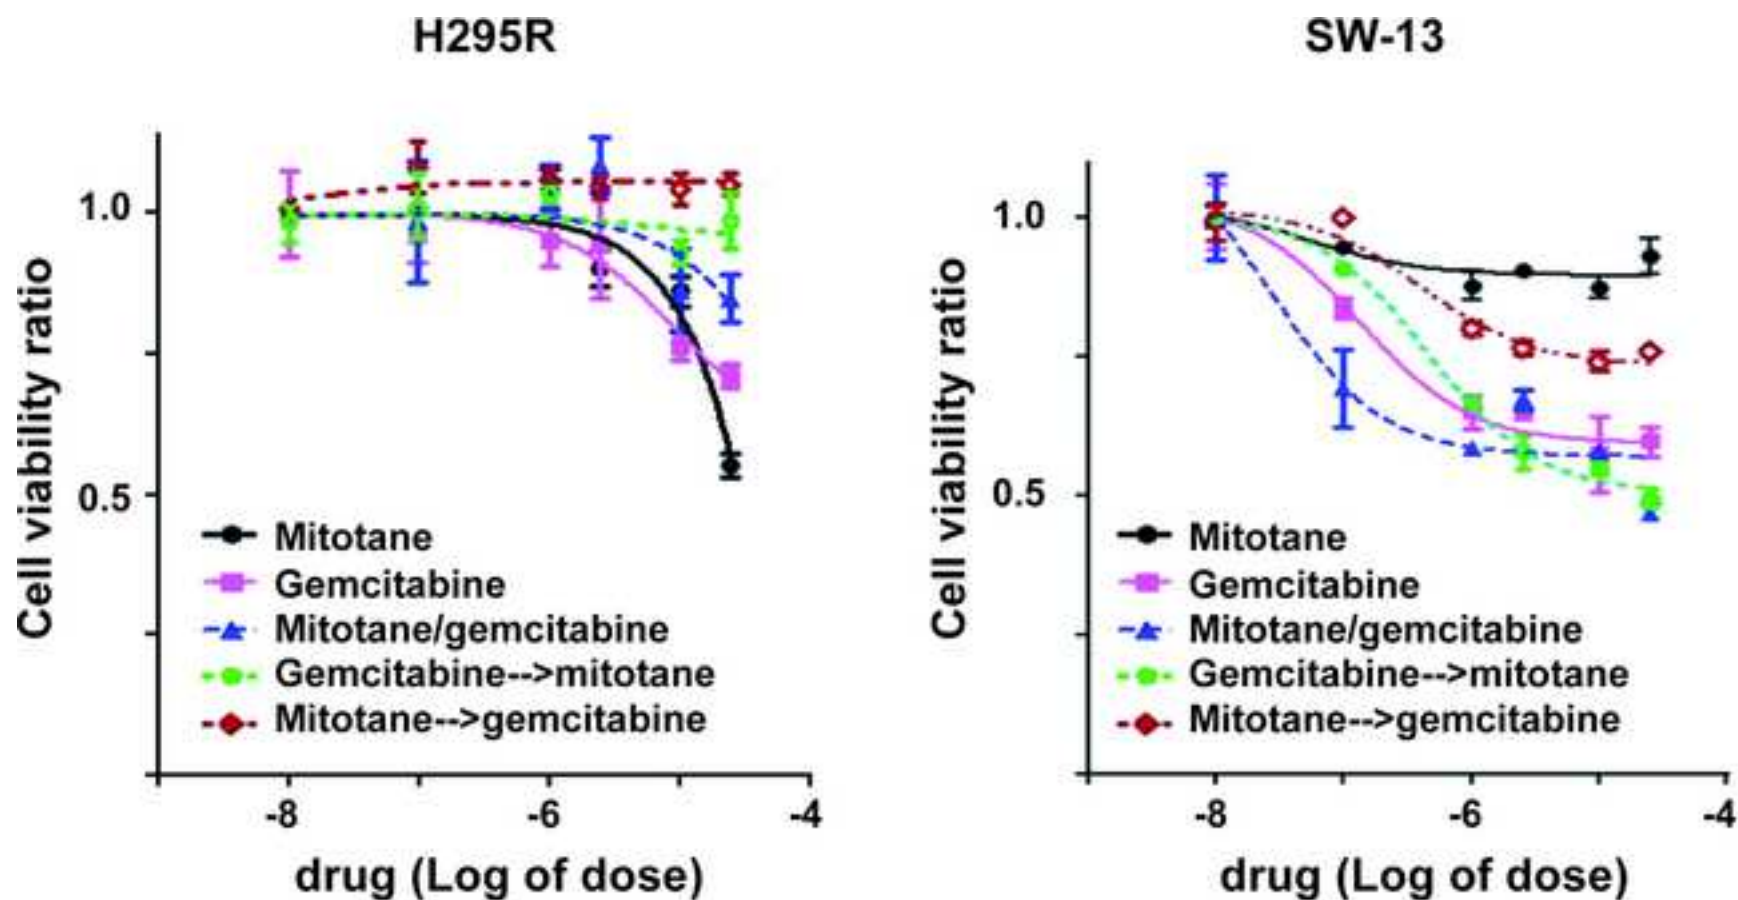 H295R
Cell viability ratio
1.0
0.5
Mitotane
Gemcitabine
Mitotane/gemcitabine
Gemcitabine-->mitotane
Mitotane-->gemcitabine
-8
-6
-4
drug (Log of dose)
SW-13
Cell viability ratio
1.0
0.5
Mitotane
Gemcitabine
Mitotane/gemcitabine
Gemcitabine-->mitotane
Mitotane-->gemcitabine
-8
-6
-4
drug (Log of dose)